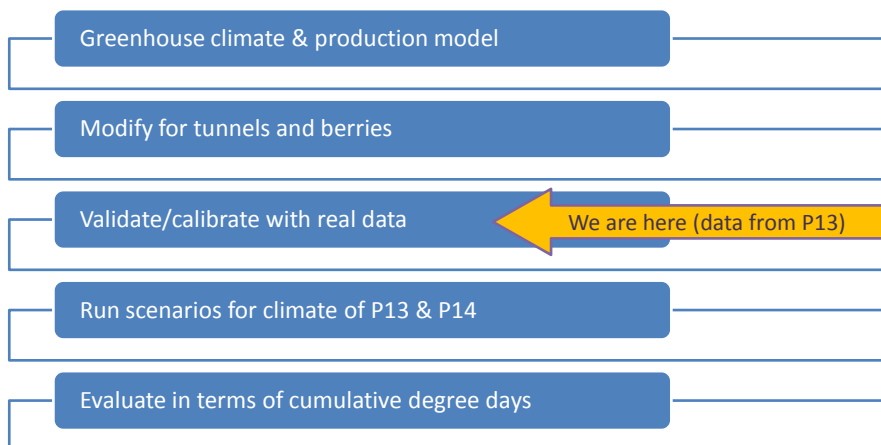 Greenhouse climate & production model
Modify for tunnels and berries
Validate/calibrate with real data
We are here (data from P13)
Run scenarios for climate of P13 & P14
Evaluate in terms of cumulative degree days